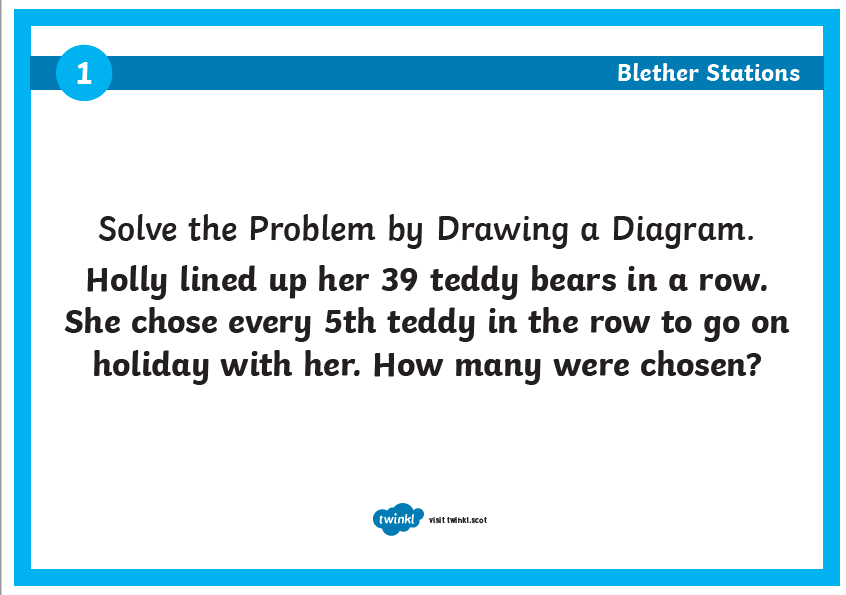 1
Blether Stations
Solve the Problem by Drawing a Diagram.
Holly lined up her 39 teddy bears in a row.
She chose every 5th teddy in the row to go on
holiday with her. How many were chosen?
twinkl
visit twinkl.scot